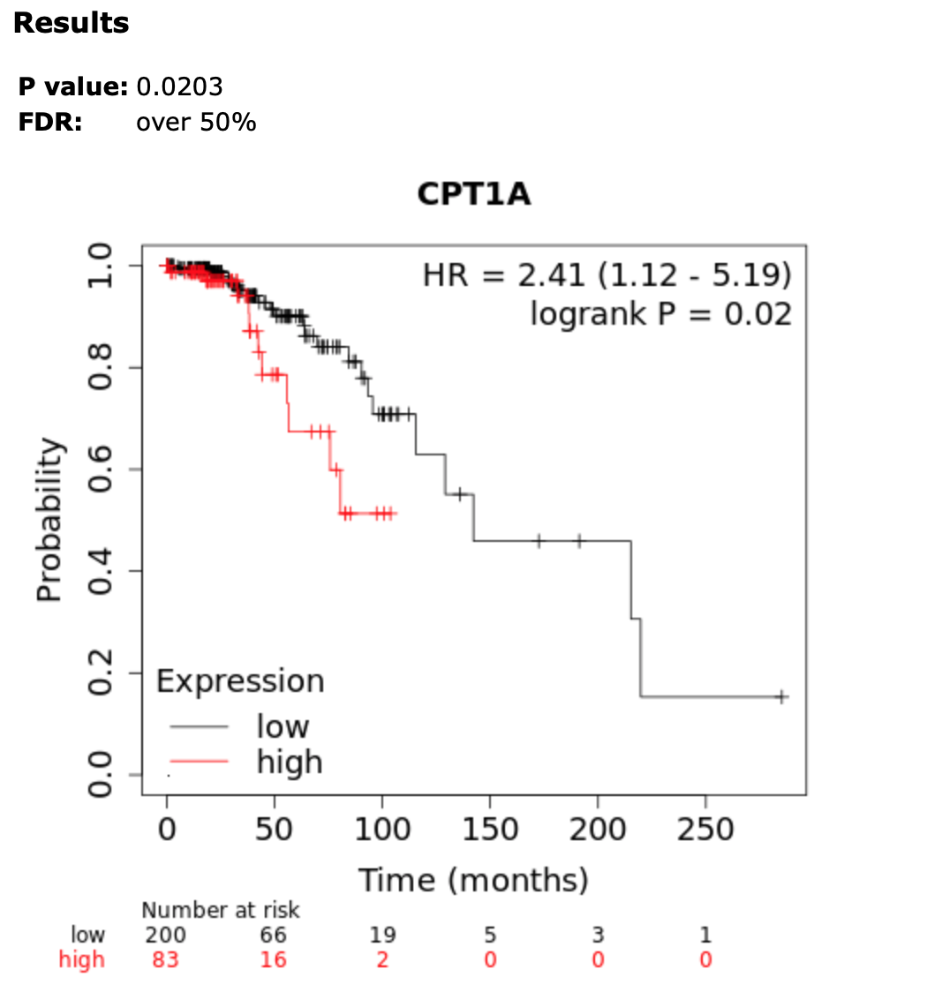 Results
P value: 0.0203
FDR: over 50%
CPT1A
HR = 2.41 (1.12 - 5.19)
logrank P = 0.02
Probability
1.0
0.8
0.6
0.4
0.2
0.0
Expression
low
high
0 50 100 150 200 250
Time (months)
Number at risk
low 200 66 19 5 3 1
high 83 16 2 0 0 0